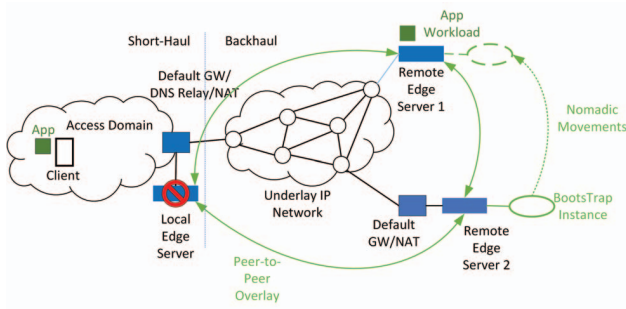 App
Workload
Short-Haul
Backhaul
Default GW/
DNS Relay/NAT
Remote
Edge
Server 1
Nomadic
Movements
Access Domain
App
Client
Underlay IP
Network
BootsTrap
Instance
Local
Edge
Server
Default
GW/NAT
Remote
Edge
Server 2
Peer-to-
Peer
Overlay